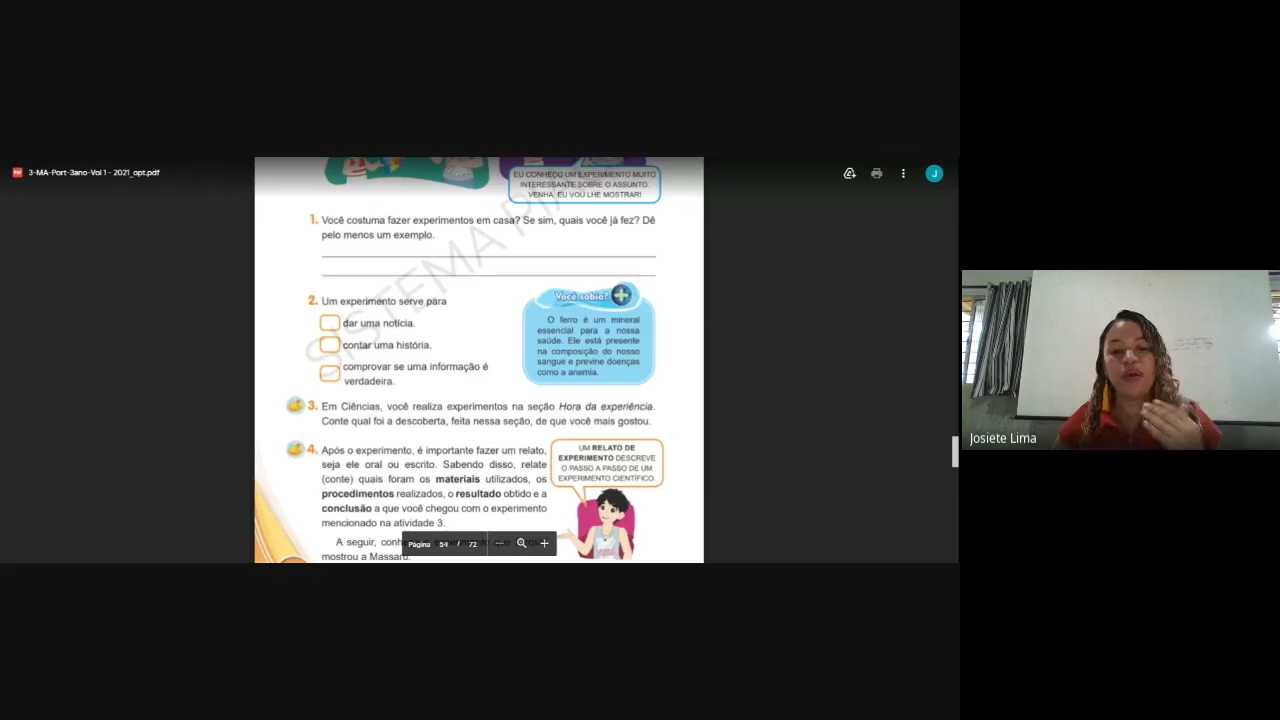 3-MA-Port-3ano-Vol 1 - 2021_opt.pdf
J
EU CONHEÇO UM EXPERIMENTO MUITO
INTERESSANTE SOBRE O ASSUNTO.
VENHA, EU VOU LHE MOSTRAR!
1. Você costuma fazer experimentos em casa? Se sim, quais você já fez? Dê
pelo menos um exemplo.
2. Um experimento serve para
dar uma notícia.
contar uma história.
comprovar se uma informação é
verdadeira.
Você sabia?
O ferro é um mineral
essencial para a nossa
saúde. Ele está presente
na composição do nosso
sangue e previne doenças
como a anemia.
3. Em Ciências, você realiza experimentos na seção Hora da experiência.
Conte qual foi a descoberta, feita nessa seção, de que você mais gostou.
4. Após o experimento, é importante fazer um relato,
seja ele oral ou escrito. Sabendo disso, relate
(conte) quais foram os materiais utilizados, os
procedimentos realizados, o resultado obtido e a
conclusão a que você chegou com o experimento
mencionado na atividade 3.
UM RELATO DE
EXPERIMENTO DESCREVE
O PASSO A PASSO DE UM
EXPERIMENTO CIENTÍFICO.
A seguir,
mostrou a Massaru.
Página 54 / 72
SISTEMA
Josiete Lima